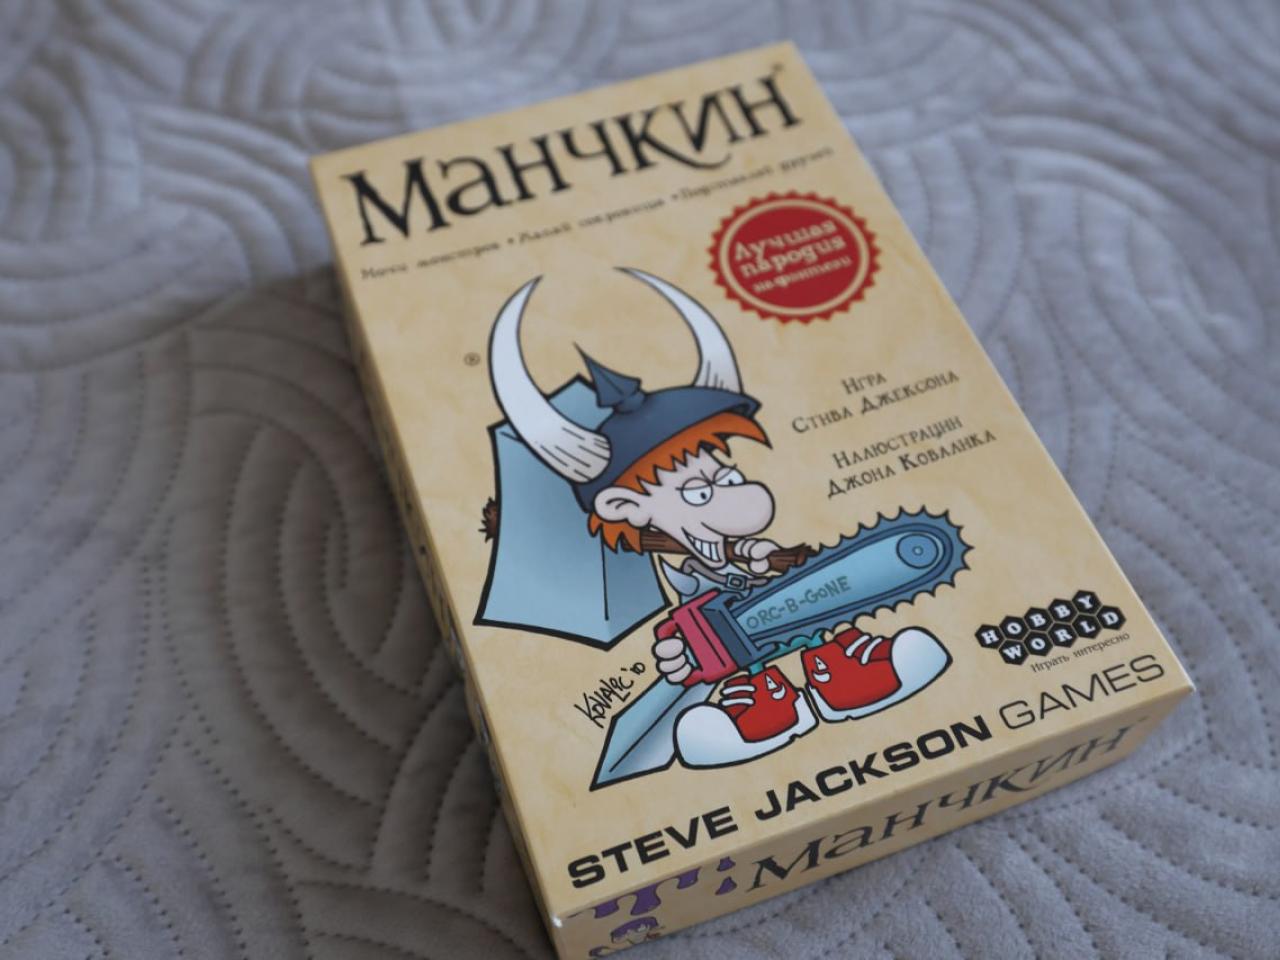 Манчкин
Мочи монстров • Хапай сокровища • Подставляй друзей
Лучшая
пародия
на фэнтези
®
Игра
Стива Джексона
Иллюстрации
Джона Ковалика
ORC-B-GONE
KOVALIC '10
HOBBY
WORLD
Играть интересно
STEVE JACKSON GAMES
Манчкин